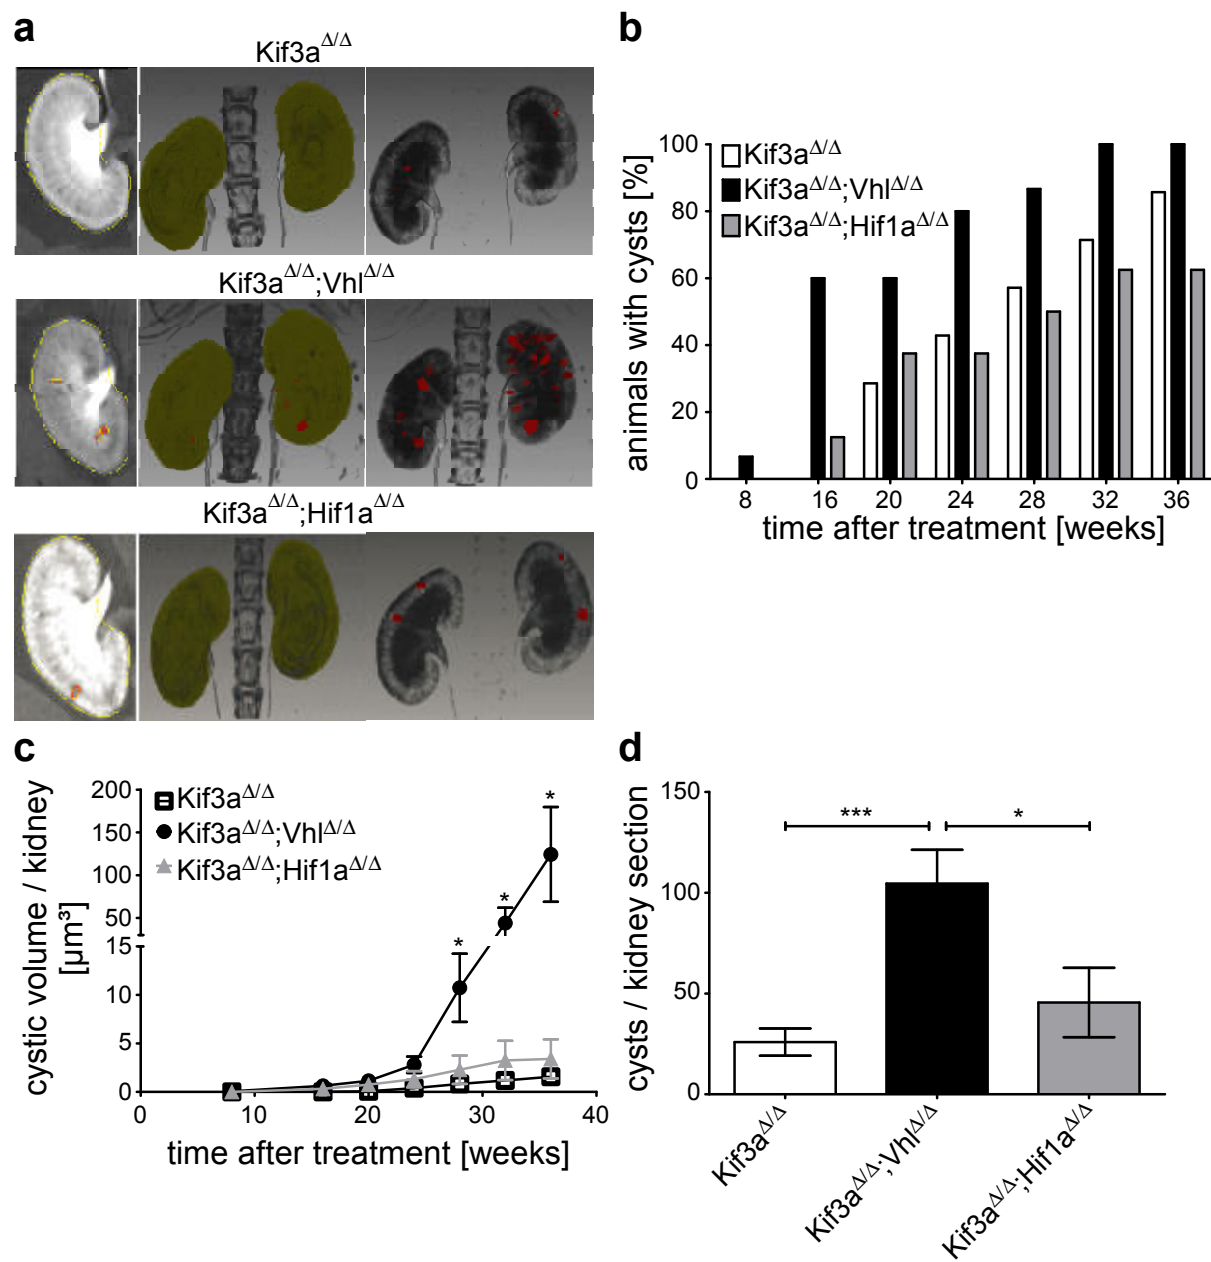 a
Kif3aΔ/Δ
Kif3aΔ/Δ;VhlΔ/Δ
Kif3aΔ/Δ;Hif1aΔ/Δ
b
animals with cysts [%]
100
80
60
40
20
0
Kif3aΔ/Δ
Kif3aΔ/Δ;VhlΔ/Δ
Kif3aΔ/Δ;Hif1aΔ/Δ
8 16 20 24 28 32 36
time after treatment [weeks]
c
cystic volume / kidney
[µm³]
200
150
100
50
15
10
5
0
Kif3aΔ/Δ
Kif3aΔ/Δ;VhlΔ/Δ
Kif3aΔ/Δ;Hif1aΔ/Δ
* * *
0 10 20 30 40
time after treatment [weeks]
d
cysts / kidney section
150
100
50
0
*** *
Kif3aΔ/Δ
Kif3aΔ/Δ;VhlΔ/Δ
Kif3aΔ/Δ;Hif1aΔ/Δ